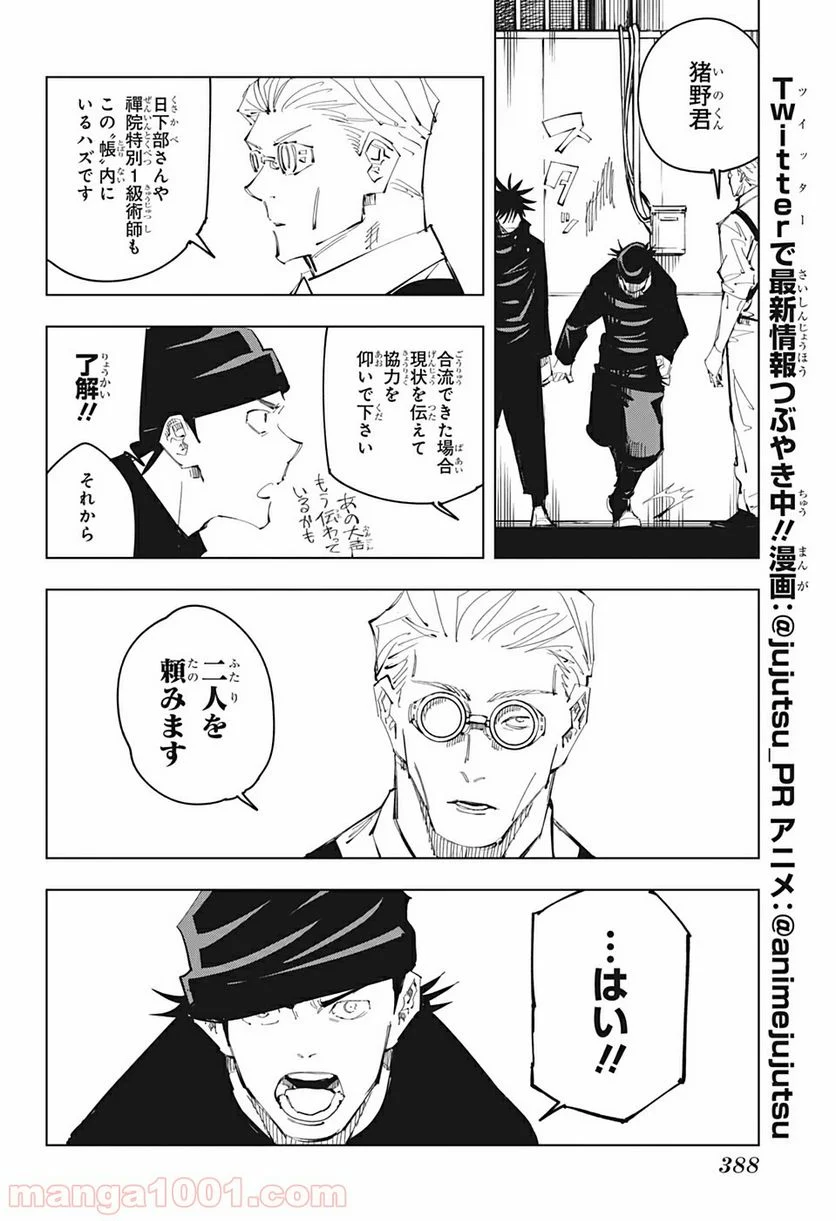 猪野君
日下部さんや
禪院特別1級術師も
この〝帳〟内に
いるハズです
合流できた場合
現状を伝えて
協力を
仰いで下さい
あの大声
もう伝わって
いるかも
了解!!
それから
二人を
頼みます
…はい!!
Twitterで最新情報つぶやき中!!漫画:@jujutsu_PR アニメ:@animejujutsu
388
manga1001.com